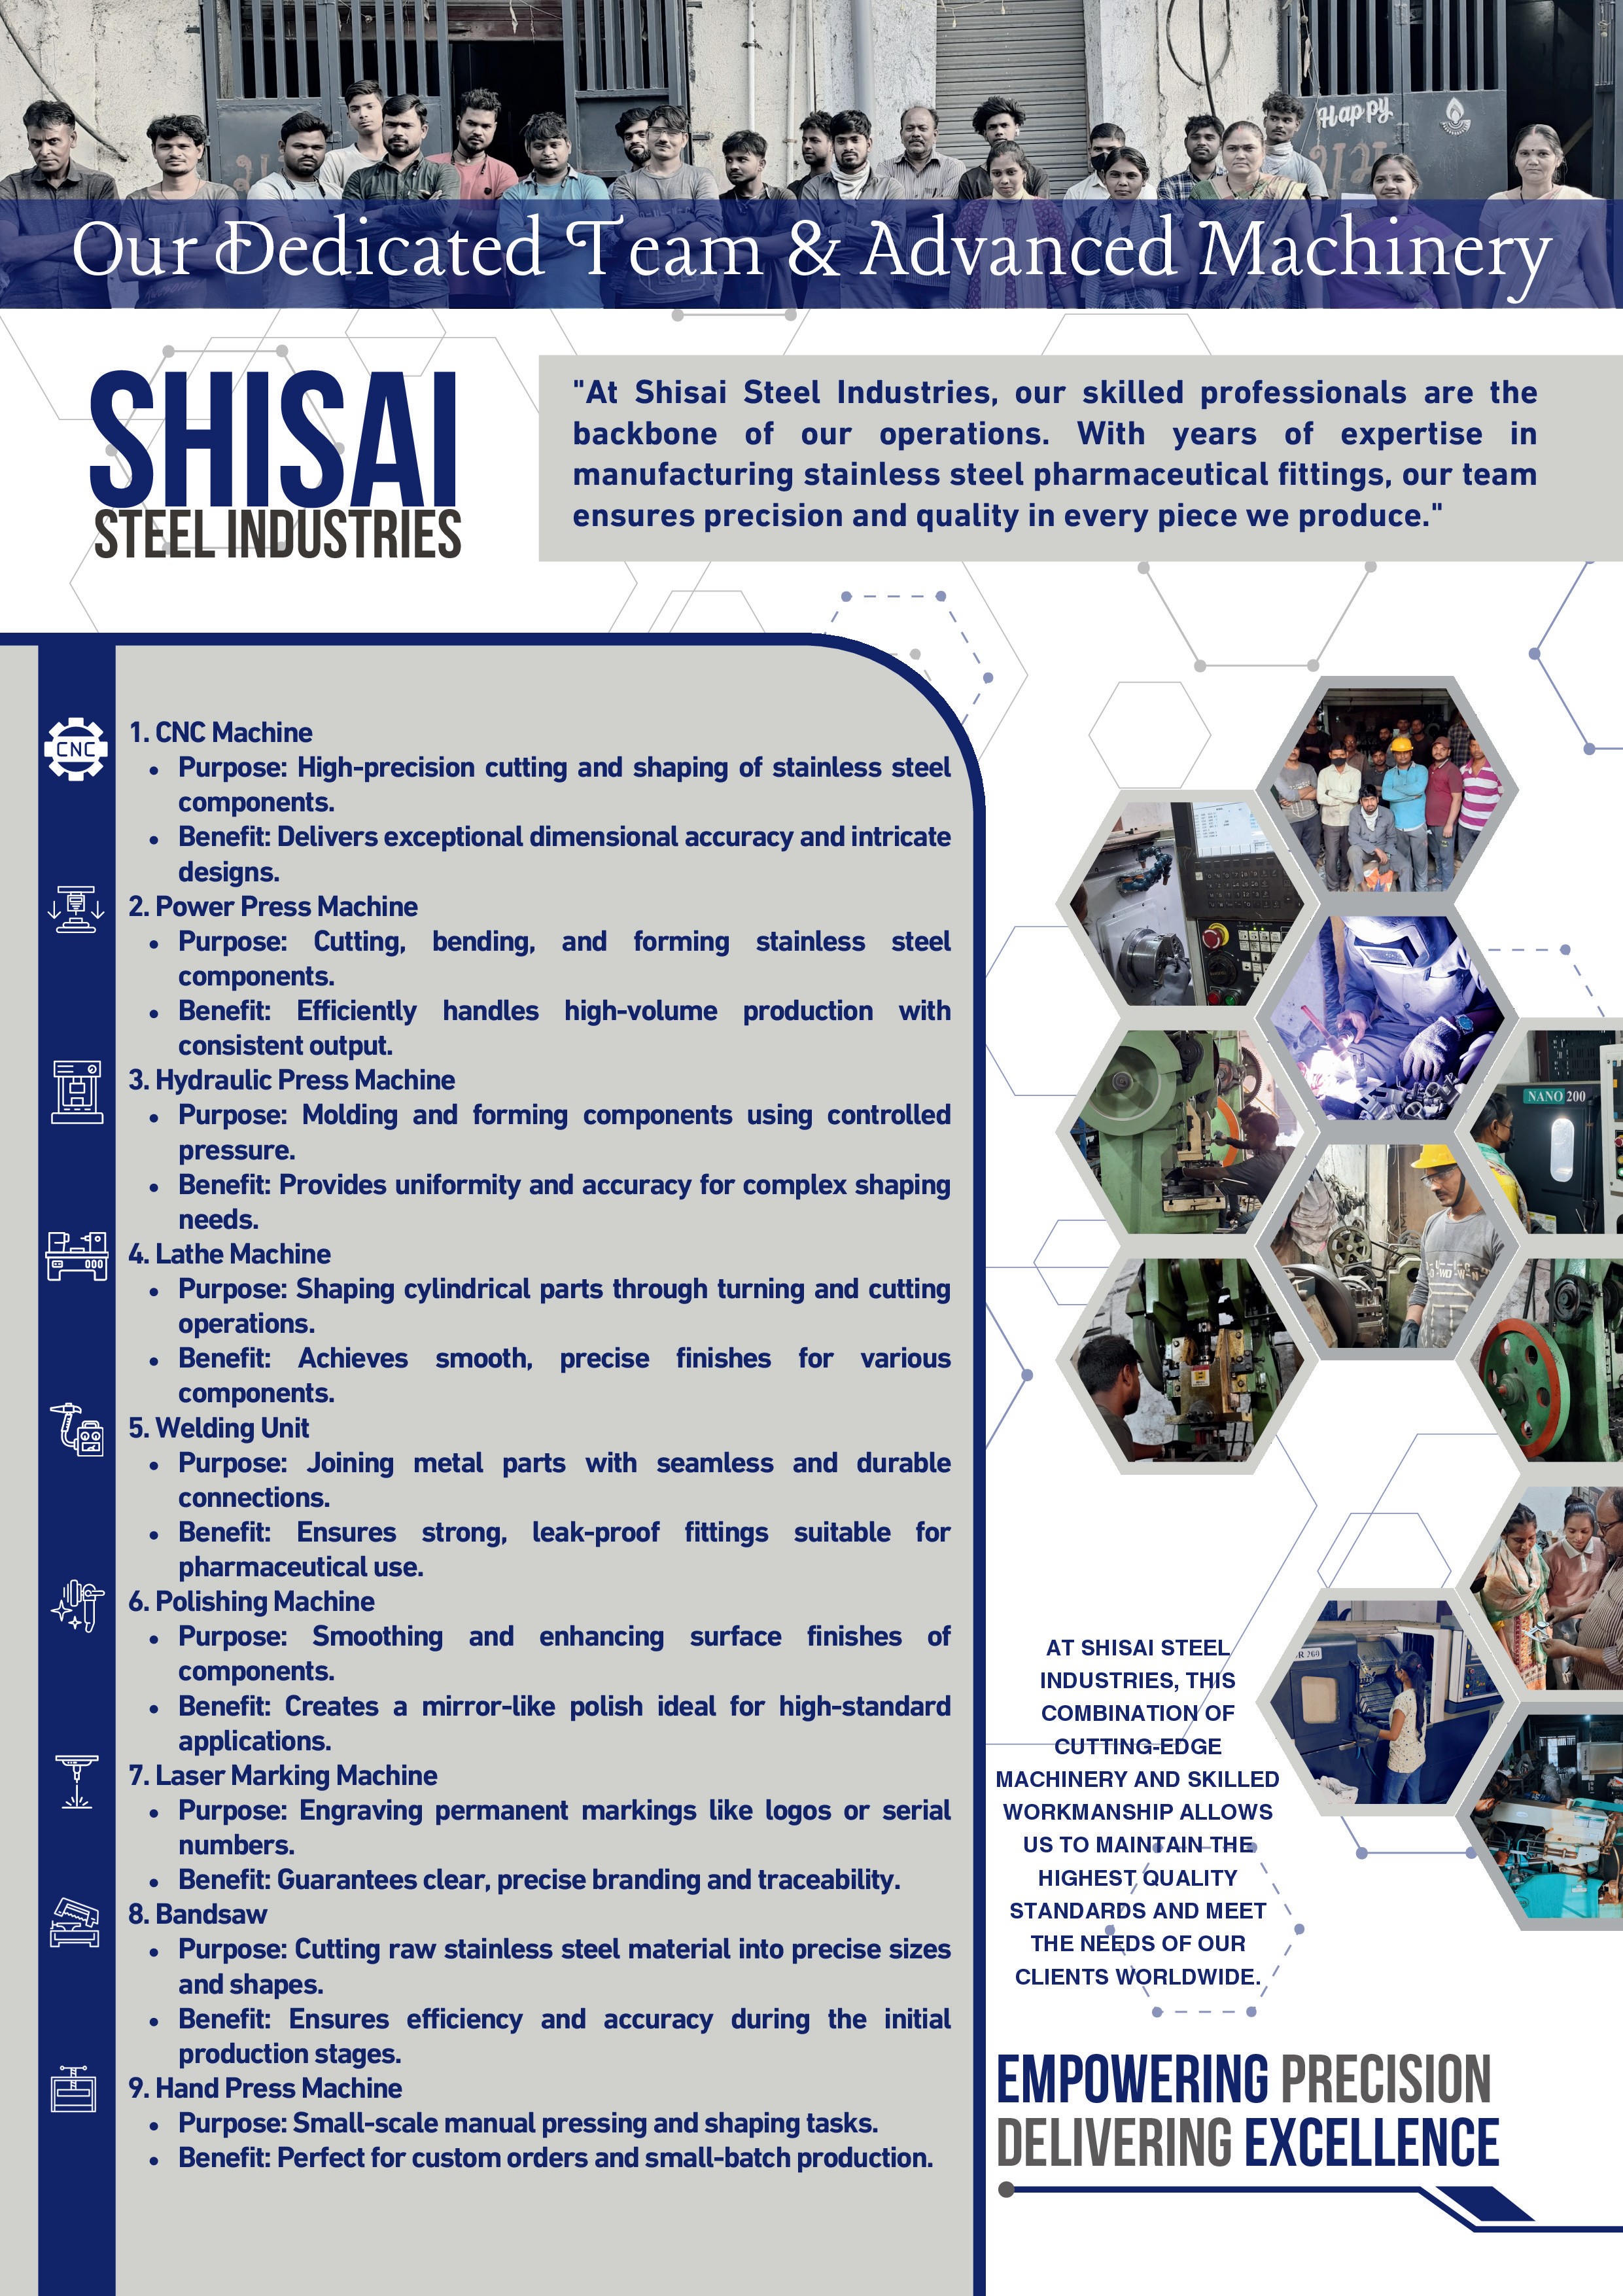 Happy
Our Dedicated Team & Advanced Machinery
SHISAI
STEEL INDUSTRIES
"At Shisai Steel Industries, our skilled professionals are the
backbone of our operations. With years of expertise in
manufacturing stainless steel pharmaceutical fittings, our team
ensures precision and quality in every piece we produce."
CNC
1. CNC Machine
• Purpose: High-precision cutting and shaping of stainless steel
components.
• Benefit: Delivers exceptional dimensional accuracy and intricate
designs.
2. Power Press Machine
• Purpose: Cutting, bending, and forming stainless steel
components.
• Benefit: Efficiently handles high-volume production with
consistent output.
3. Hydraulic Press Machine
• Purpose: Molding and forming components using controlled
pressure.
• Benefit: Provides uniformity and accuracy for complex shaping
needs.
4. Lathe Machine
• Purpose: Shaping cylindrical parts through turning and cutting
operations.
• Benefit: Achieves smooth, precise finishes for various
components.
5. Welding Unit
• Purpose: Joining metal parts with seamless and durable
connections.
• Benefit: Ensures strong, leak-proof fittings suitable for
pharmaceutical use.
6. Polishing Machine
• Purpose: Smoothing and enhancing surface finishes of
components.
• Benefit: Creates a mirror-like polish ideal for high-standard
applications.
7. Laser Marking Machine
• Purpose: Engraving permanent markings like logos or serial
numbers.
• Benefit: Guarantees clear, precise branding and traceability.
8. Bandsaw
• Purpose: Cutting raw stainless steel material into precise sizes
and shapes.
• Benefit: Ensures efficiency and accuracy during the initial
production stages.
9. Hand Press Machine
• Purpose: Small-scale manual pressing and shaping tasks.
• Benefit: Perfect for custom orders and small-batch production.
NANO 200
AT SHISAI STEEL
INDUSTRIES, THIS
COMBINATION OF
CUTTING-EDGE
MACHINERY AND SKILLED
WORKMANSHIP ALLOWS
US TO MAINTAIN THE
HIGHEST QUALITY
STANDARDS AND MEET
THE NEEDS OF OUR
CLIENTS WORLDWIDE.
EMPOWERING PRECISION
DELIVERING EXCELLENCE